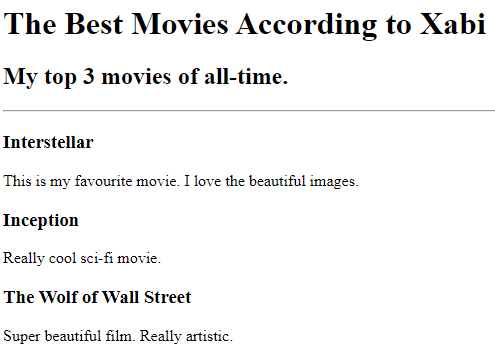 The Best Movies According to Xabi
My top 3 movies of all-time.
Interstellar
This is my favourite movie. I love the beautiful images.
Inception
Really cool sci-fi movie.
The Wolf of Wall Street
Super beautiful film. Really artistic.